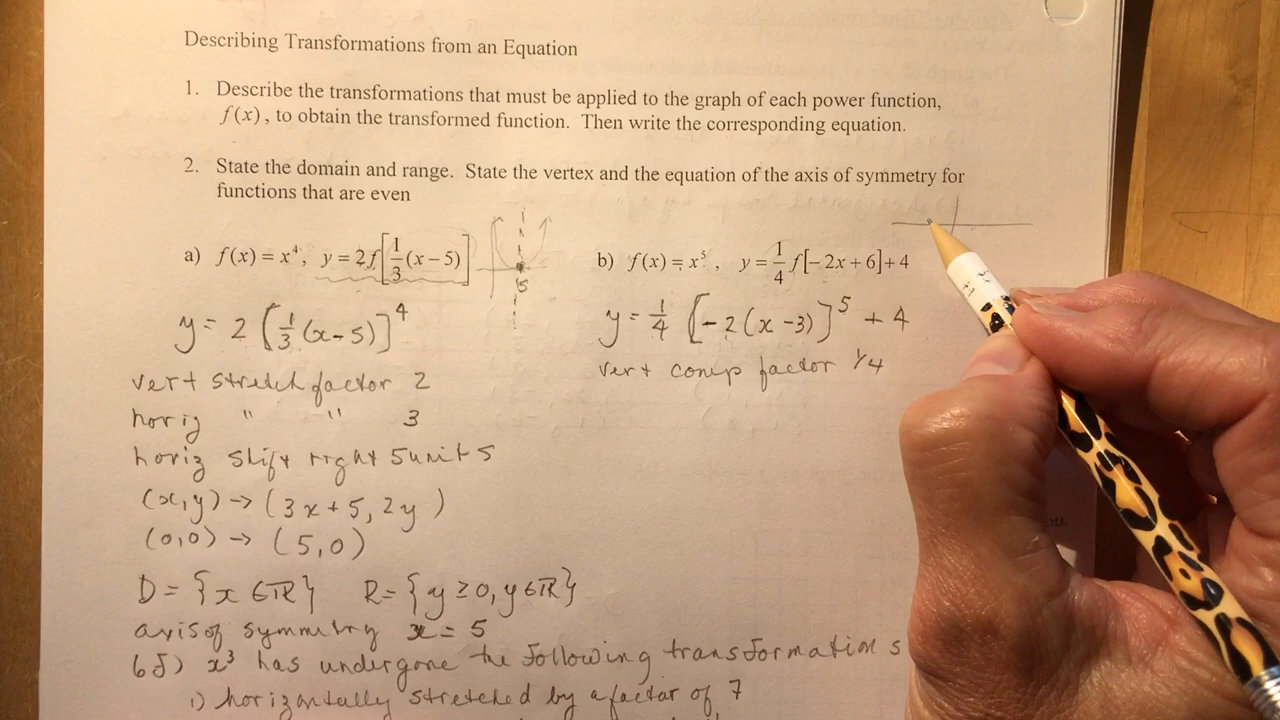 Describing Transformations from an Equation
1. Describe the transformations that must be applied to the graph of each power function,
f(x), to obtain the transformed function. Then write the corresponding equation.
2. State the domain and range. State the vertex and the equation of the axis of symmetry for
functions that are even
a) f(x) = x⁴, y = 2f[1/3(x − 5)]
5
y = 2 (1/3 (x-5)]⁴
vert stretch factor 2
horiz " " 3
horiz shift right 5 units
(x,y) → (3x+5, 2y)
(0,0) → (5,0)
D = {x ∈ ℝ} R = {y ≥ 0, y ∈ ℝ}
axis of symmetry x = 5
b) f(x) = x⁵, y = 1/4 f[− 2x + 6] + 4
y = 1/4 [-2(x-3)]⁵ + 4
vert comp factor 1/4
6J) x³ has undergone the following transformations
i) horizontally stretched by a factor of 7